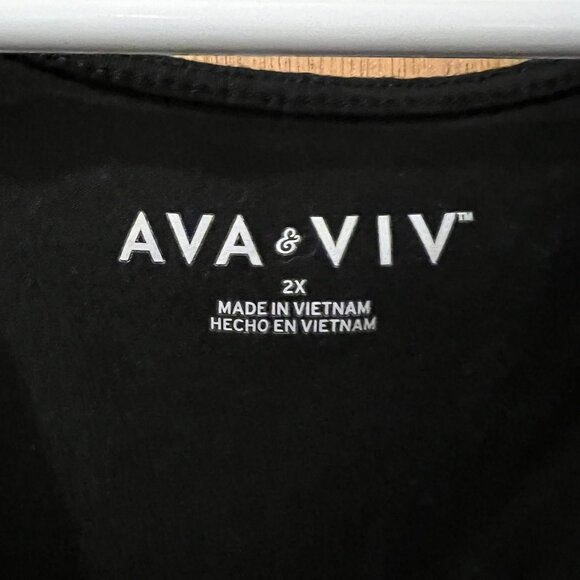 AVA & VIV™
2X
MADE IN VIETNAM
HECHO EN VIETNAM